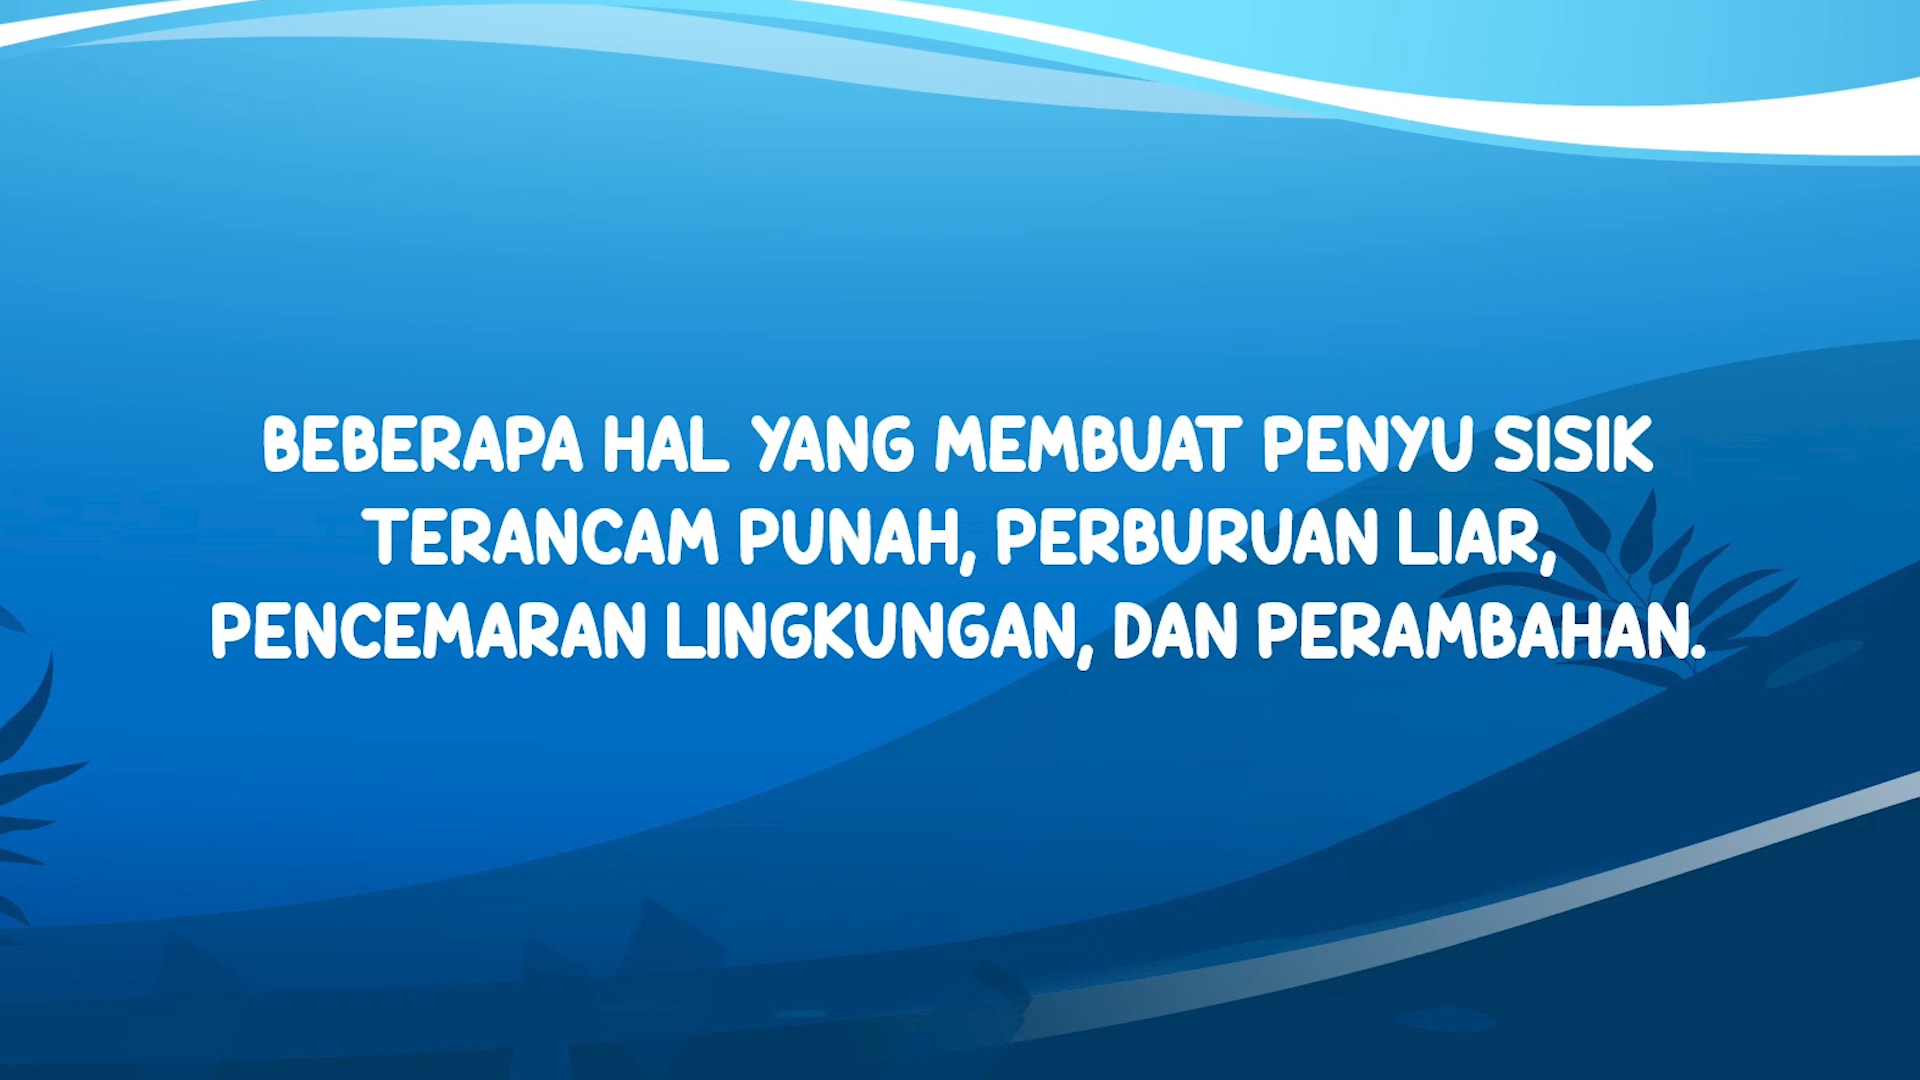 BEBERAPA HAL YANG MEMBUAT PENYU SISIK
TERANCAM PUNAH, PERBURUAN LIAR,
PENCEMARAN LINGKUNGAN, DAN PERAMBAHAN.